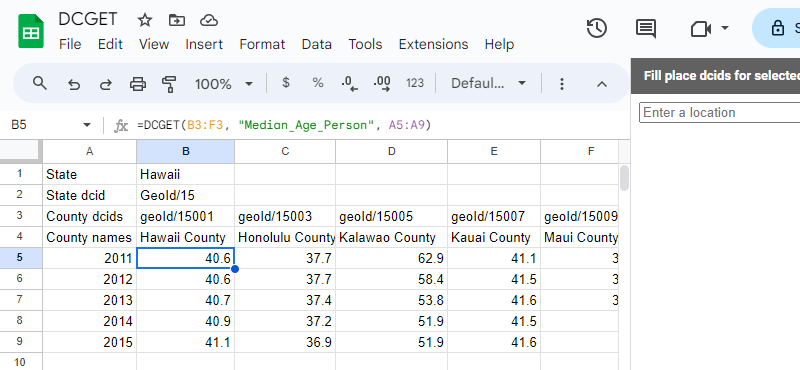 DCGET
File Edit View Insert Format Data Tools Extensions Help
100% $ % .0 .00 123 Defaul...
Fill place dcids for selected
Enter a location
B5 fx =DCGET(B3:F3, "Median_Age_Person", A5:A9)
A B C D E F
1 State Hawaii
2 State dcid GeoId/15
3 County dcids geoId/15001 geoId/15003 geoId/15005 geoId/15007 geoId/15009
4 County names Hawaii County Honolulu County Kalawao County Kauai County Maui County
5 2011 40.6 37.7 62.9 41.1 3
6 2012 40.6 37.7 58.4 41.5 3
7 2013 40.7 37.4 53.8 41.6 3
8 2014 40.9 37.2 51.9 41.5
9 2015 41.1 36.9 51.9 41.6
10